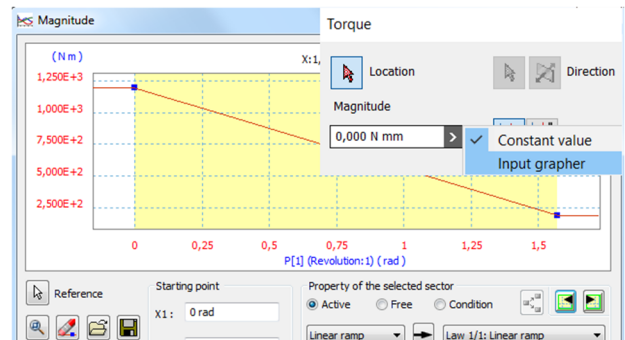 Magnitude
Torque
(Nm)
X:1,
1,250E+3
1,000E+3
7,500E+2
5,000E+2
2,500E+2
Location
Direction
Magnitude
0,000 N mm
Constant value
Input grapher
0 0,25 0,5 0,75 1 1,25 1,5
P[1] (Revolution:1) ( rad )
Reference
Starting point
X1: 0 rad
Property of the selected sector
Active Free Condition
Linear ramp
Law 1/1: Linear ramp